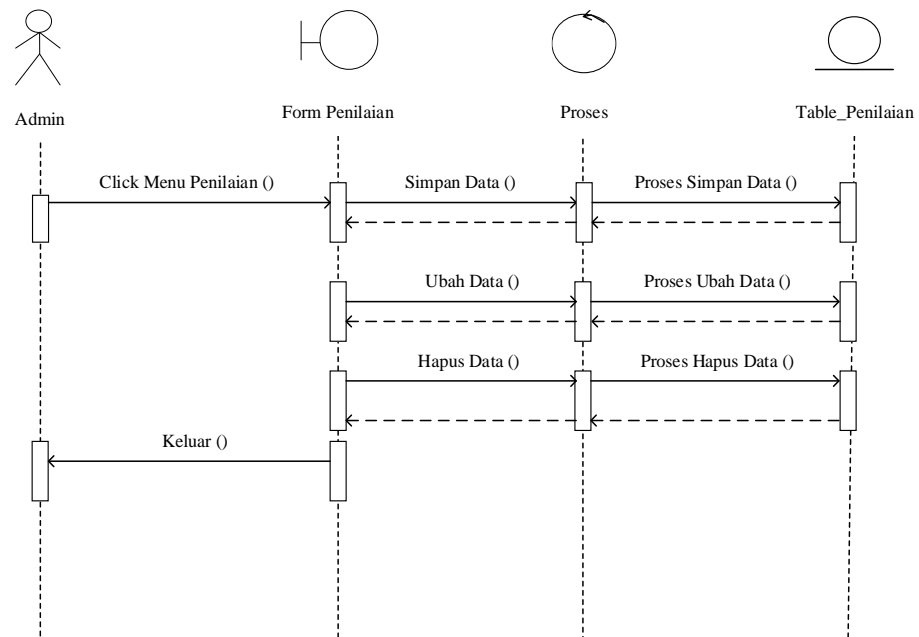 Admin
Form Penilaian
Proses
Table_Penilaian
Click Menu Penilaian ()
Simpan Data ()
Proses Simpan Data ()
Ubah Data ()
Proses Ubah Data ()
Hapus Data ()
Proses Hapus Data ()
Keluar ()